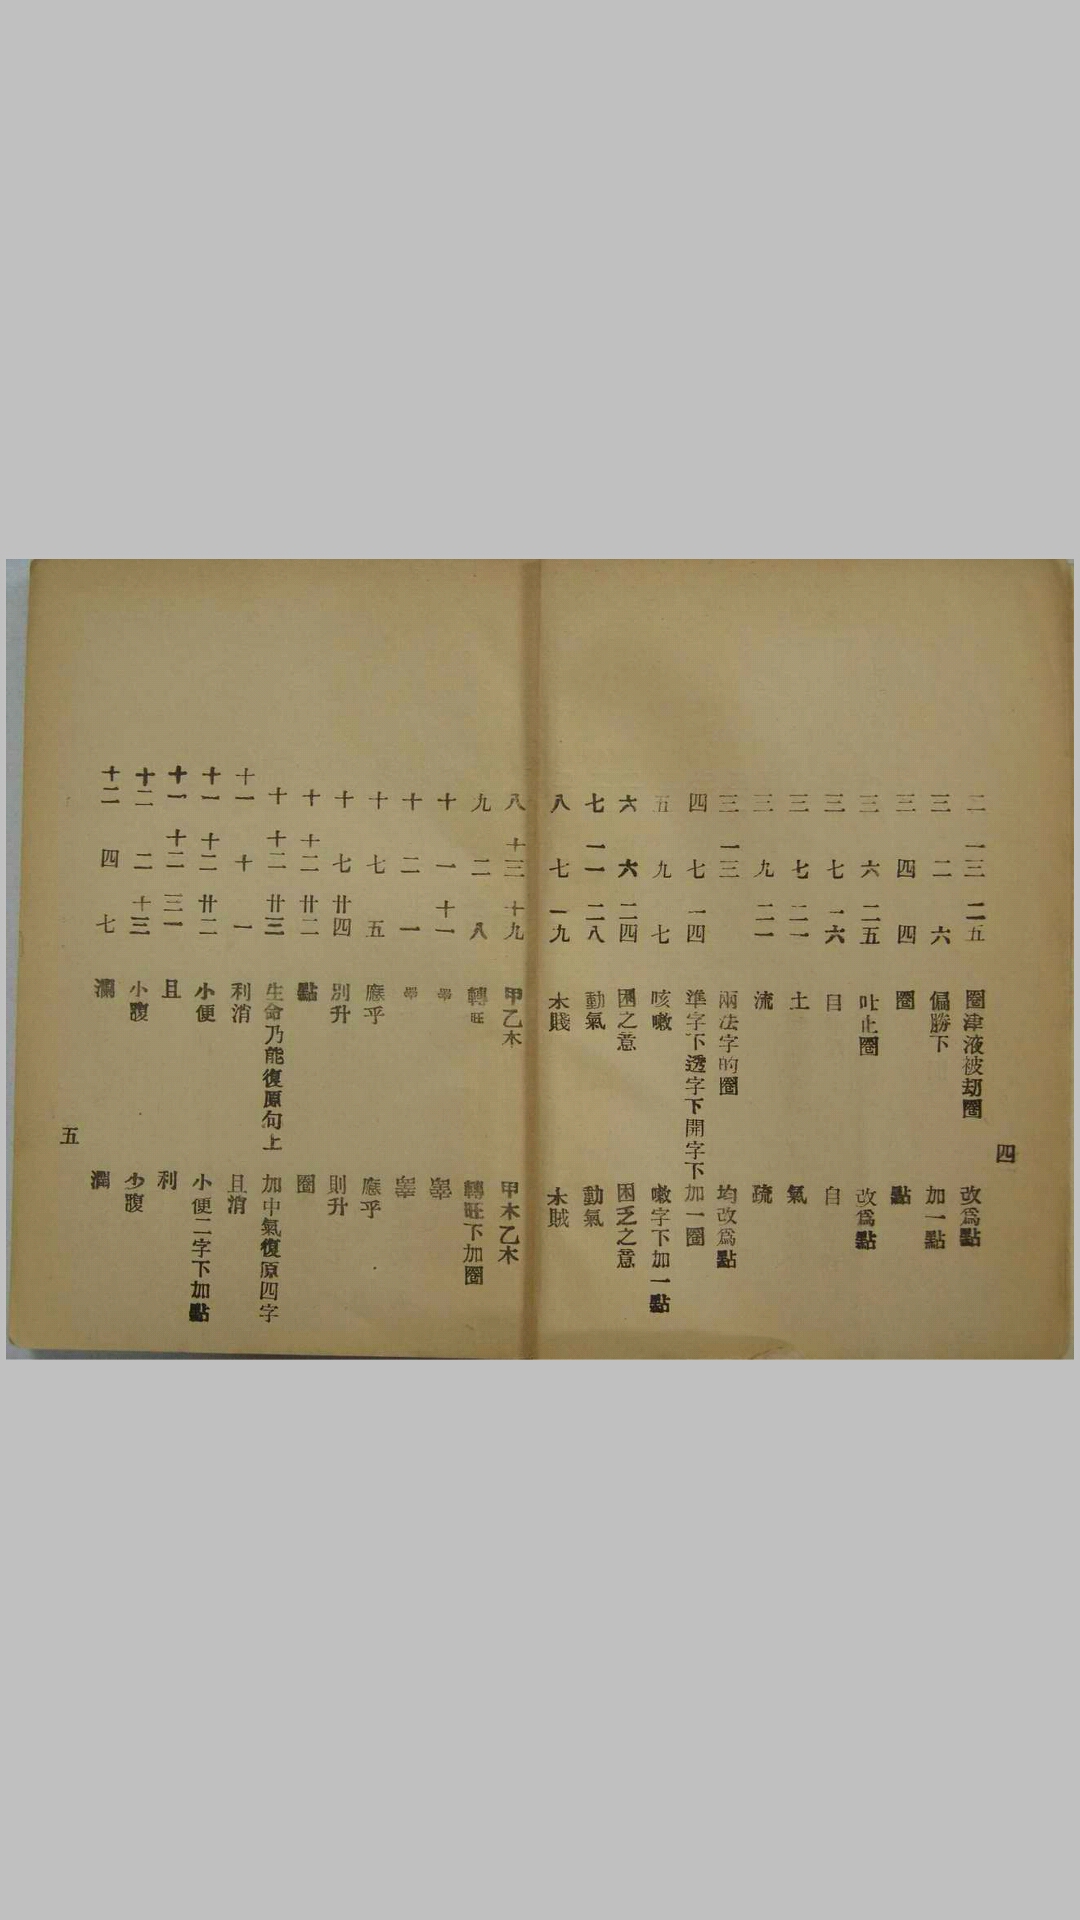 四
二 一三 二五 圈津液被刧圈 改爲點
三 二 六 偏勝下 加一點
三 四 四 圈 點
三 六 二五 吐止圈 改爲點
三 七 一六 目 自
三 七 二一 土 氣
三 九 二一 流 疏
三 一三 兩法字的圈 均改爲點
四 七 一四 準字下透字下開字下 加一圈
五 九 七 咳嗽 嗽字下加一點
六 六 二四 困之意 困乏之意
七 一一 二八 動氣 動氣
八 七 一九 木賤 木賊
八 十三 十九 甲乙木 甲木乙木
九 二 八 轉旺 轉旺下加圈
十 一 十一
十 二 一
十 七 五 應乎 應乎
十 七 廿四 別升 則升
十 十二 廿二 點 圈
十 十二 廿三 生命乃能復原句上 加中氣復原四字
十一 十 一 利消 且消
十一 十二 廿二 小便 小便二字下加點
十一 十二 三一 且 利
十二 二 十三 小腹 少腹
十二 四 七
五